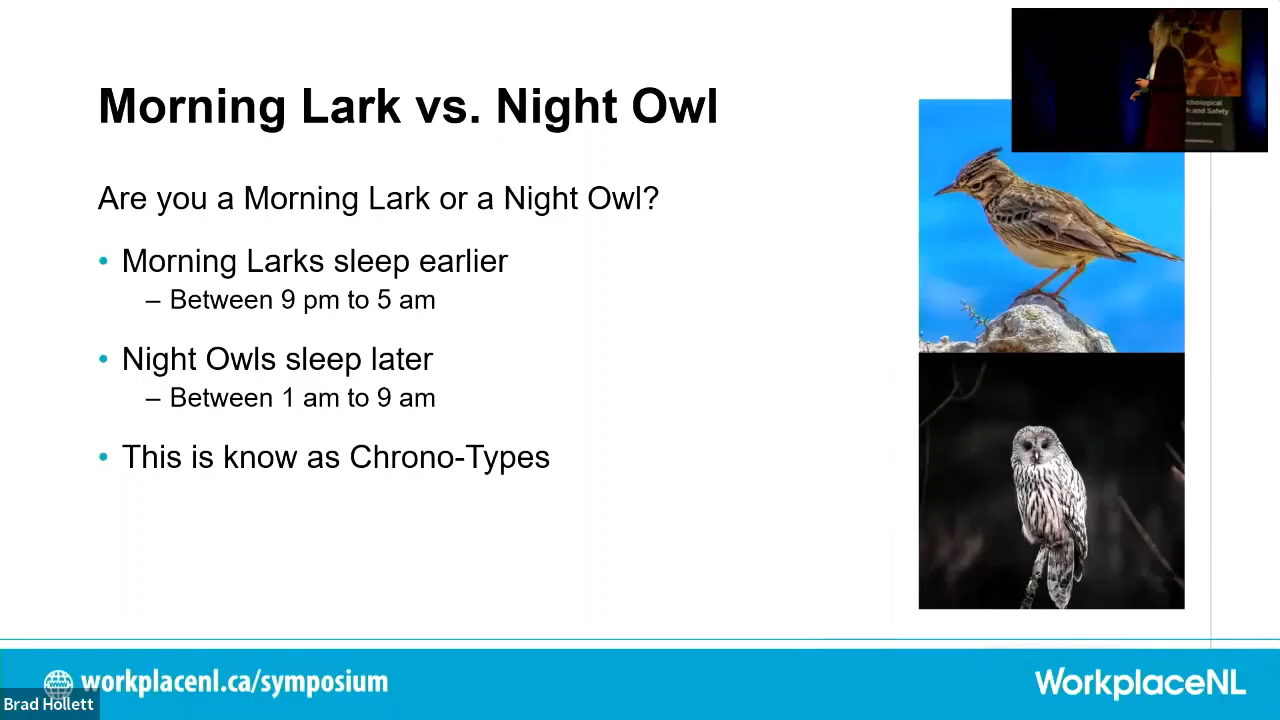 Morning Lark vs. Night Owl
Are you a Morning Lark or a Night Owl?
• Morning Larks sleep earlier
– Between 9 pm to 5 am
• Night Owls sleep later
– Between 1 am to 9 am
• This is know as Chrono-Types
and Safety
workplacenl.ca/symposium
WorkplaceNL
Brad Hollett